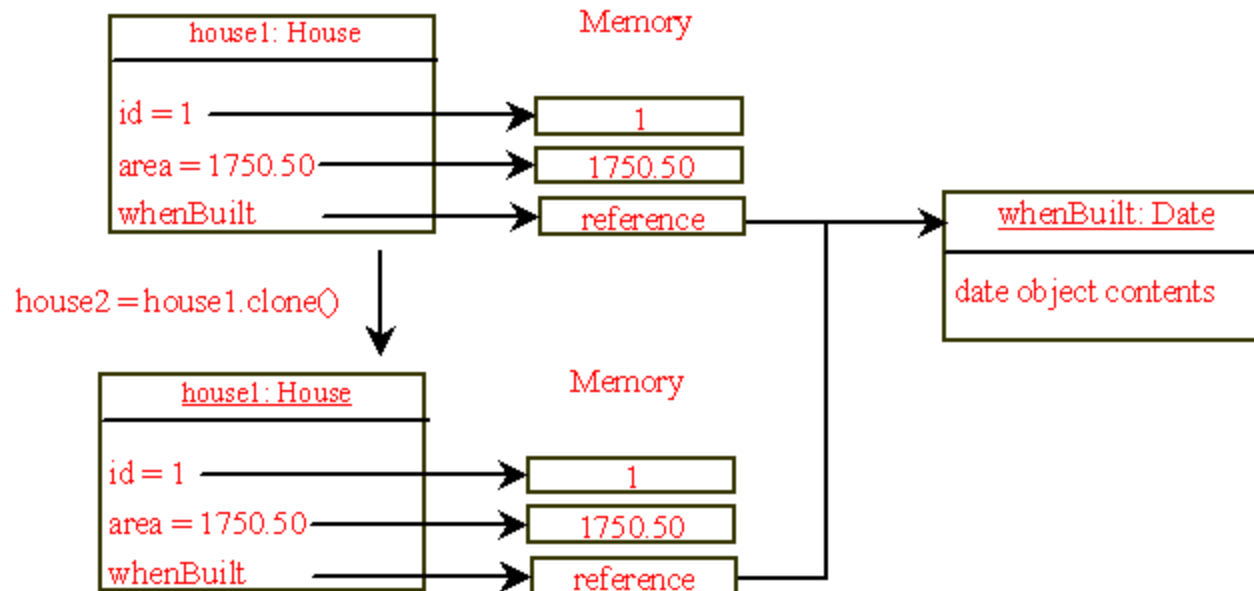 house1: House
Memory
id = 1
1
area = 1750.50
1750.50
whenBuilt
reference
whenBuilt: Date
date object contents
house2 = house1.clone()
house1: House
Memory
id = 1
1
area = 1750.50
1750.50
whenBuilt
reference